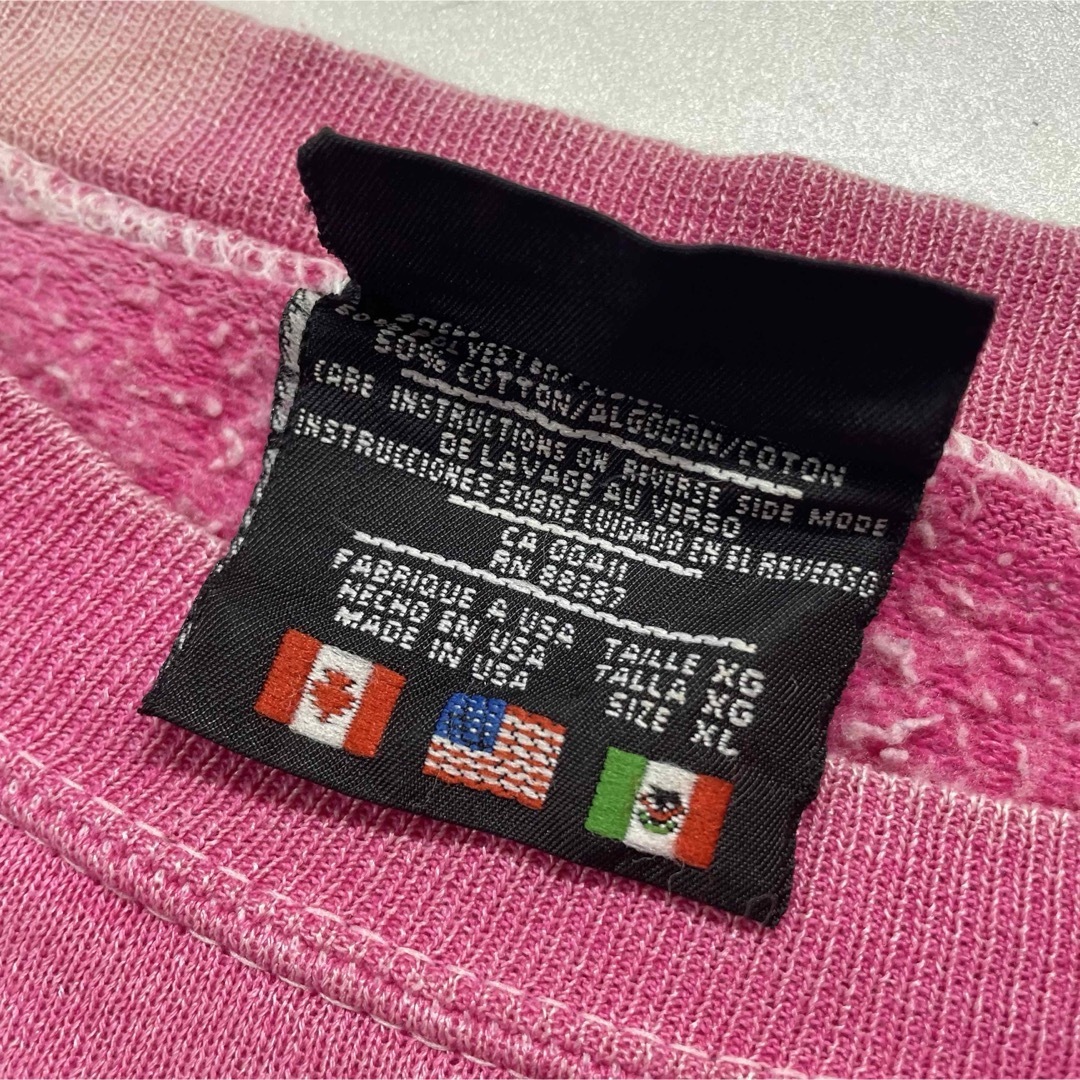 50% COTTON/ALGODON/COTON
CARE INSTRUCTIONS ON REVERSE SIDE MODE
DE LAVAGE AU VERSO
INSTRUCCIONES SOBRE CUIDADO EN EL REVERSO
CA 00411
RN 88397
FABRIQUE A USA
HECHO EN USA
MADE IN USA
TAILLE XG
TALLA XG
SIZE XL